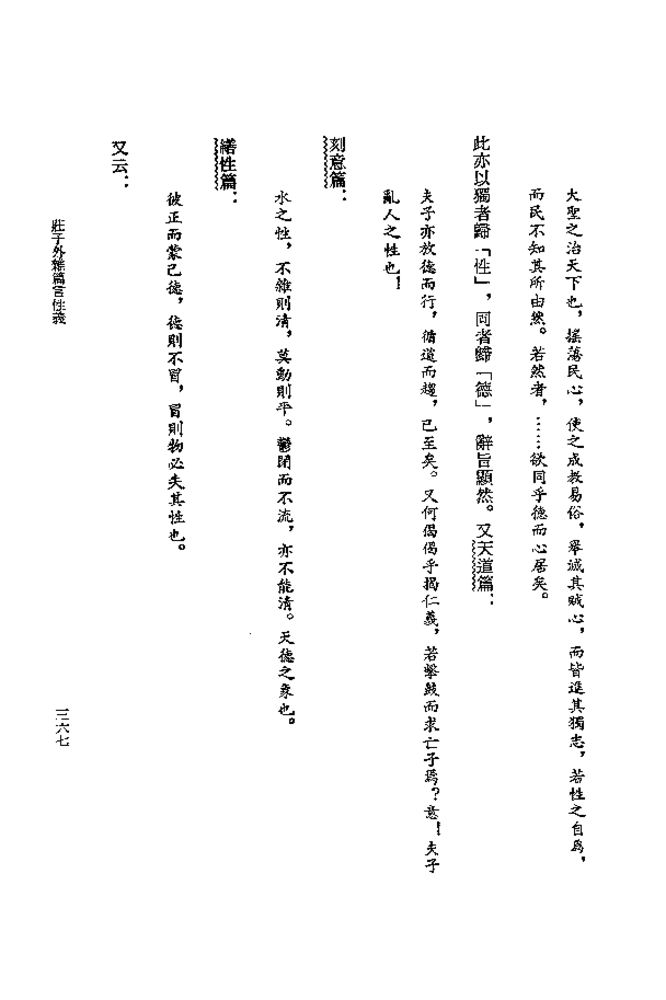 大聖之治天下也，搖蕩民心，使之成教易俗，舉滅其賊心，而皆進其獨志，若性之自爲，
而民不知其所由然。若然者，……欲同乎德而心居矣。
此亦以獨者歸「性」，同者歸「德」，辭旨顯然。又天道篇：
夫子亦放德而行，循道而趨，已至矣。又何偈偈乎揭仁義，若擊鼓而求亡子焉？意！夫子
亂人之性也！
刻意篇：
水之性，不雜則清，莫動則平。鬱閉而不流，亦不能清。天德之象也。
繕性篇：
彼正而蒙己德，德則不冒，冒則物必失其性也。
又云：
莊子外雜篇言性義
三六七